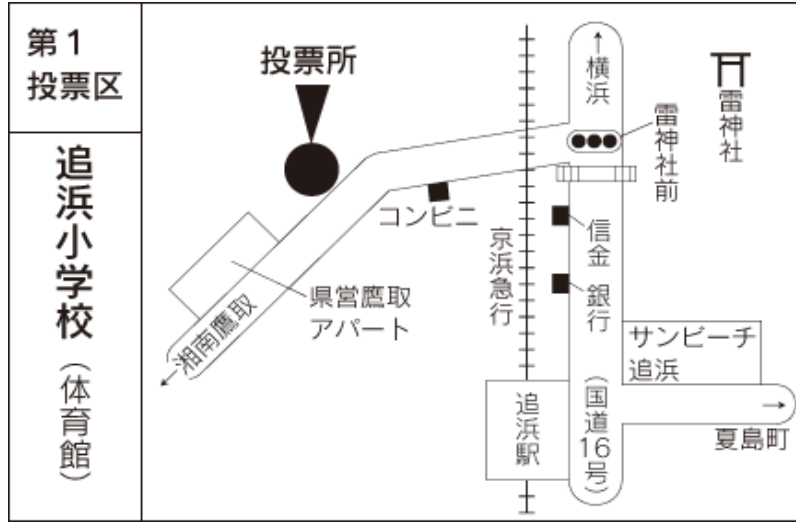 第1
投票区
追浜小学校
（体育館）
投票所
コンビニ
県営鷹取
アパート
湘南鷹取
←
京浜急行
←横浜
雷神社前
雷神社
信金
銀行
サンビーチ
追浜
追浜駅
（国道16号）
→
夏島町